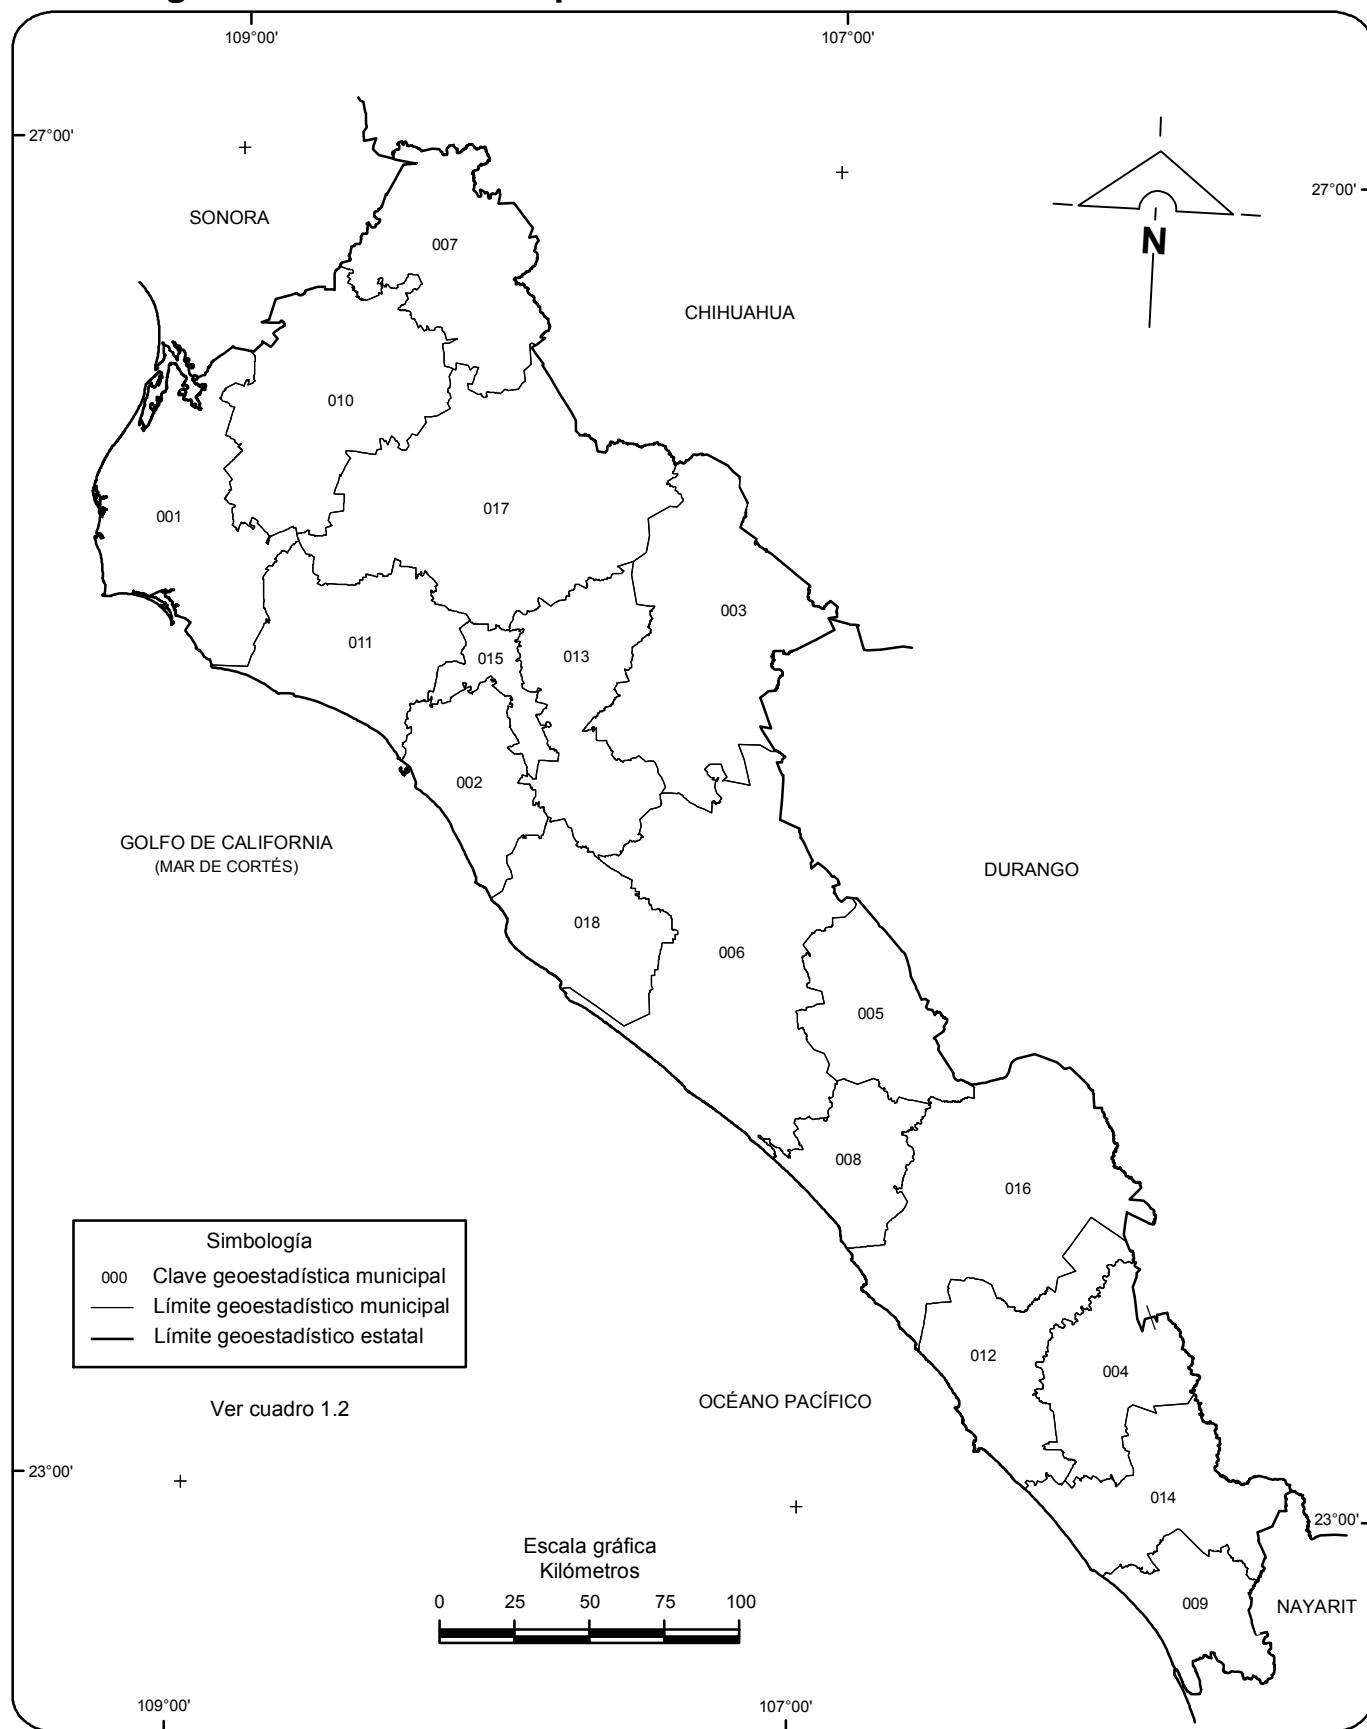 109°00'
107°00'
27°00'
27°00'
SONORA
N
007
CHIHUAHUA
010
017
001
003
011
015
013
002
GOLFO DE CALIFORNIA
(MAR DE CORTÉS)
DURANGO
018
006
005
008
016
Simbología
000 Clave geoestadística municipal
Límite geoestadístico municipal
Límite geoestadístico estatal
012
004
OCÉANO PACÍFICO
Ver cuadro 1.2
23°00'
014
23°00'
Escala gráfica
Kilómetros
0 25 50 75 100
009
NAYARIT
109°00'
107°00'